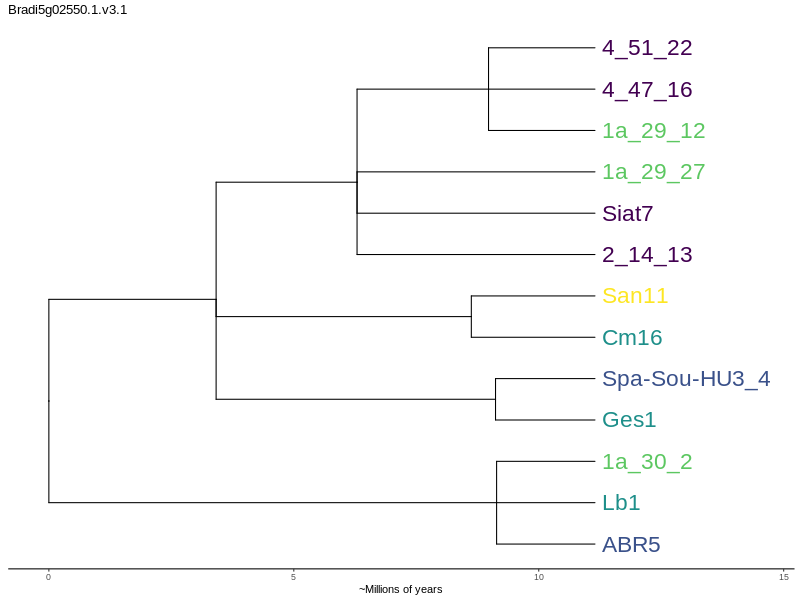 Bradi5g02550.1.v3.1
4_51_22
4_47_16
1a_29_12
1a_29_27
Siat7
2_14_13
San11
Cm16
Spa-Sou-HU3_4
Ges1
1a_30_2
Lb1
ABR5
0 5 10 15
~Millions of years